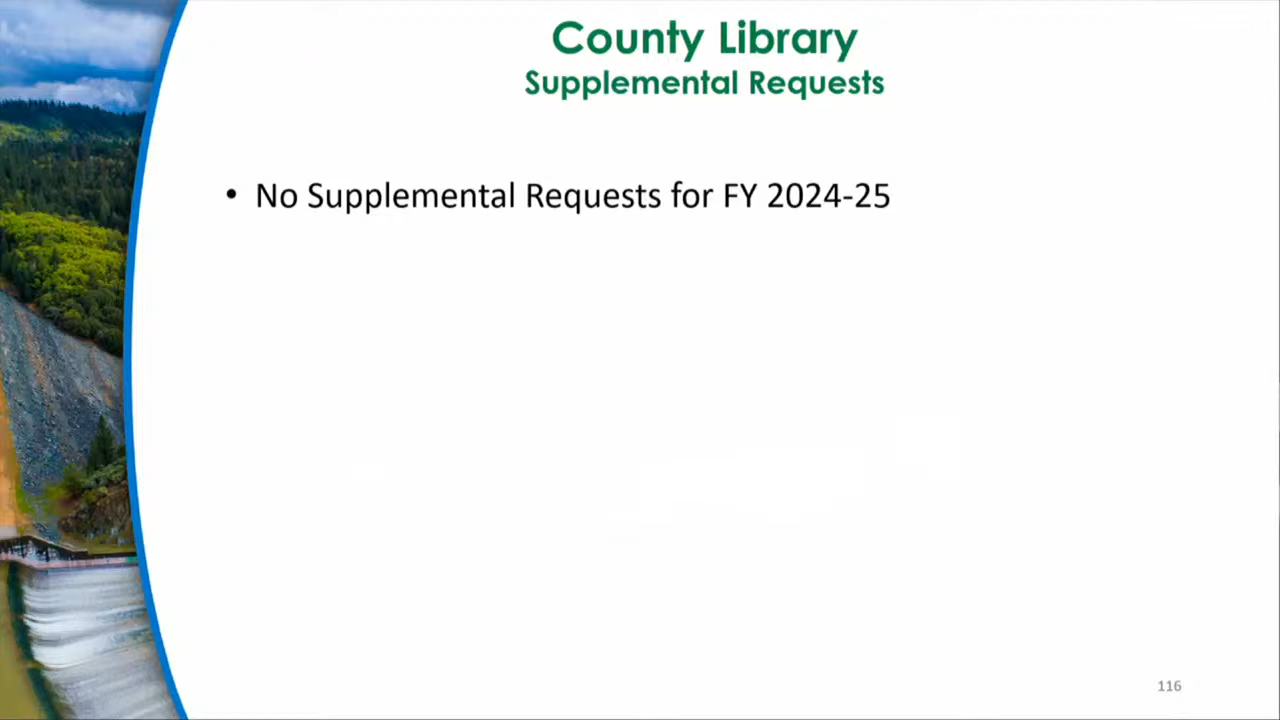 County Library
Supplemental Requests
• No Supplemental Requests for FY 2024-25
116